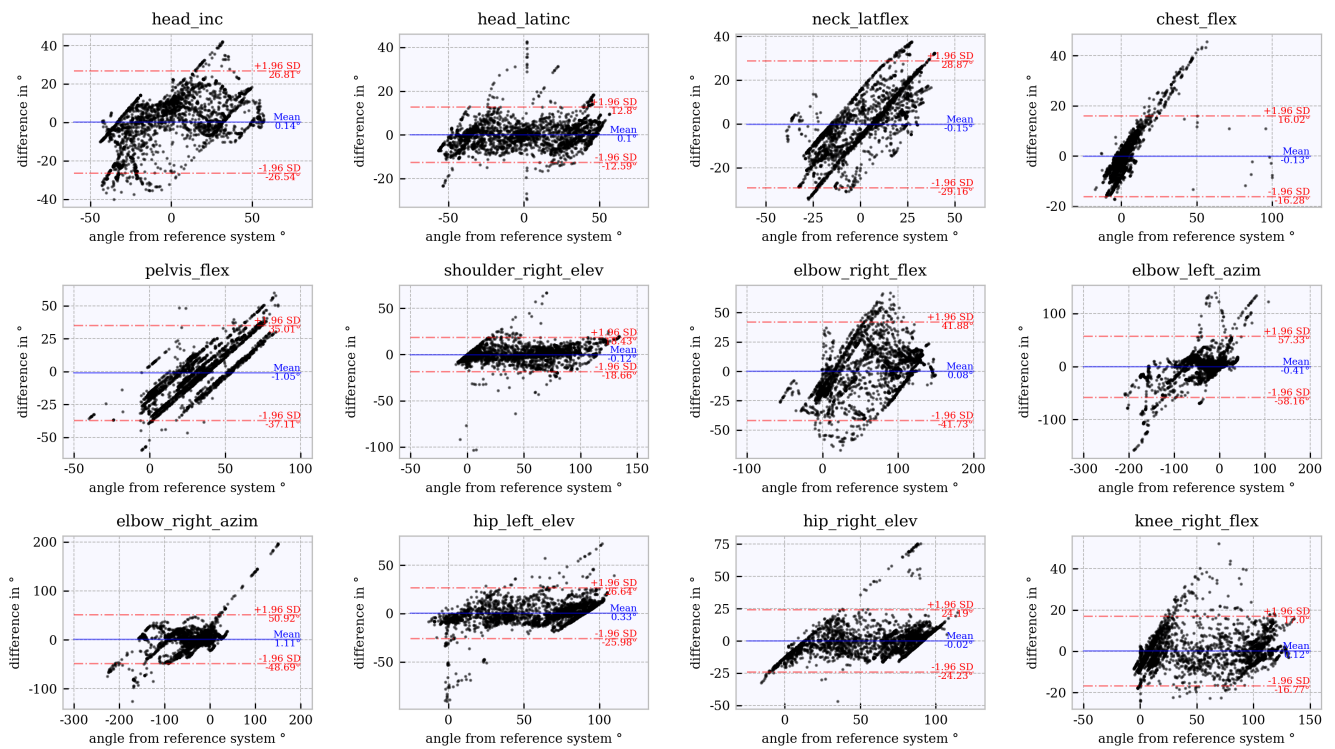 head_inc
40
20
0
-20
-40
difference in °
+1.96 SD
26.81°
Mean
0.14°
-1.96 SD
-26.54°
-50
0
50
angle from reference system °
head_latinc
40
20
0
-20
difference in °
+1.96 SD
12.8°
Mean
0.1°
-1.96 SD
-12.59°
-50
0
50
angle from reference system °
neck_latflex
40
20
0
-20
difference in °
+1.96 SD
28.87°
Mean
-0.15°
-1.96 SD
-29.16°
-50
-25
0
25
50
angle from reference system °
chest_flex
40
20
0
-20
difference in °
+1.96 SD
16.02°
Mean
-0.13°
-1.96 SD
-16.28°
0
50
100
angle from reference system °
pelvis_flex
50
25
0
-25
-50
difference in °
+1.96 SD
35.01°
Mean
-1.05°
-1.96 SD
-37.11°
-50
0
50
100
angle from reference system °
shoulder_right_elev
50
0
-50
-100
difference in °
+1.96 SD
18.43°
Mean
-0.12°
-1.96 SD
-18.66°
-50
0
50
100
150
angle from reference system °
elbow_right_flex
50
25
0
-25
-50
difference in °
+1.96 SD
41.88°
Mean
0.08°
-1.96 SD
-41.73°
-100
0
100
200
angle from reference system °
elbow_left_azim
100
0
-100
difference in °
+1.96 SD
57.33°
Mean
-0.41°
-1.96 SD
-58.16°
-300
-200
-100
0
100
200
angle from reference system °
elbow_right_azim
200
100
0
-100
difference in °
+1.96 SD
50.92°
Mean
1.11°
-1.96 SD
-48.69°
-300
-200
-100
0
100
200
angle from reference system °
hip_left_elev
50
0
-50
difference in °
+1.96 SD
26.64°
Mean
0.33°
-1.96 SD
-25.98°
0
50
100
angle from reference system °
hip_right_elev
75
50
25
0
-25
-50
difference in °
+1.96 SD
24.19°
Mean
-0.02°
-1.96 SD
-24.23°
0
50
100
angle from reference system °
knee_right_flex
40
20
0
-20
difference in °
+1.96 SD
17.0°
Mean
0.12°
-1.96 SD
-16.77°
-50
0
50
100
150
angle from reference system °